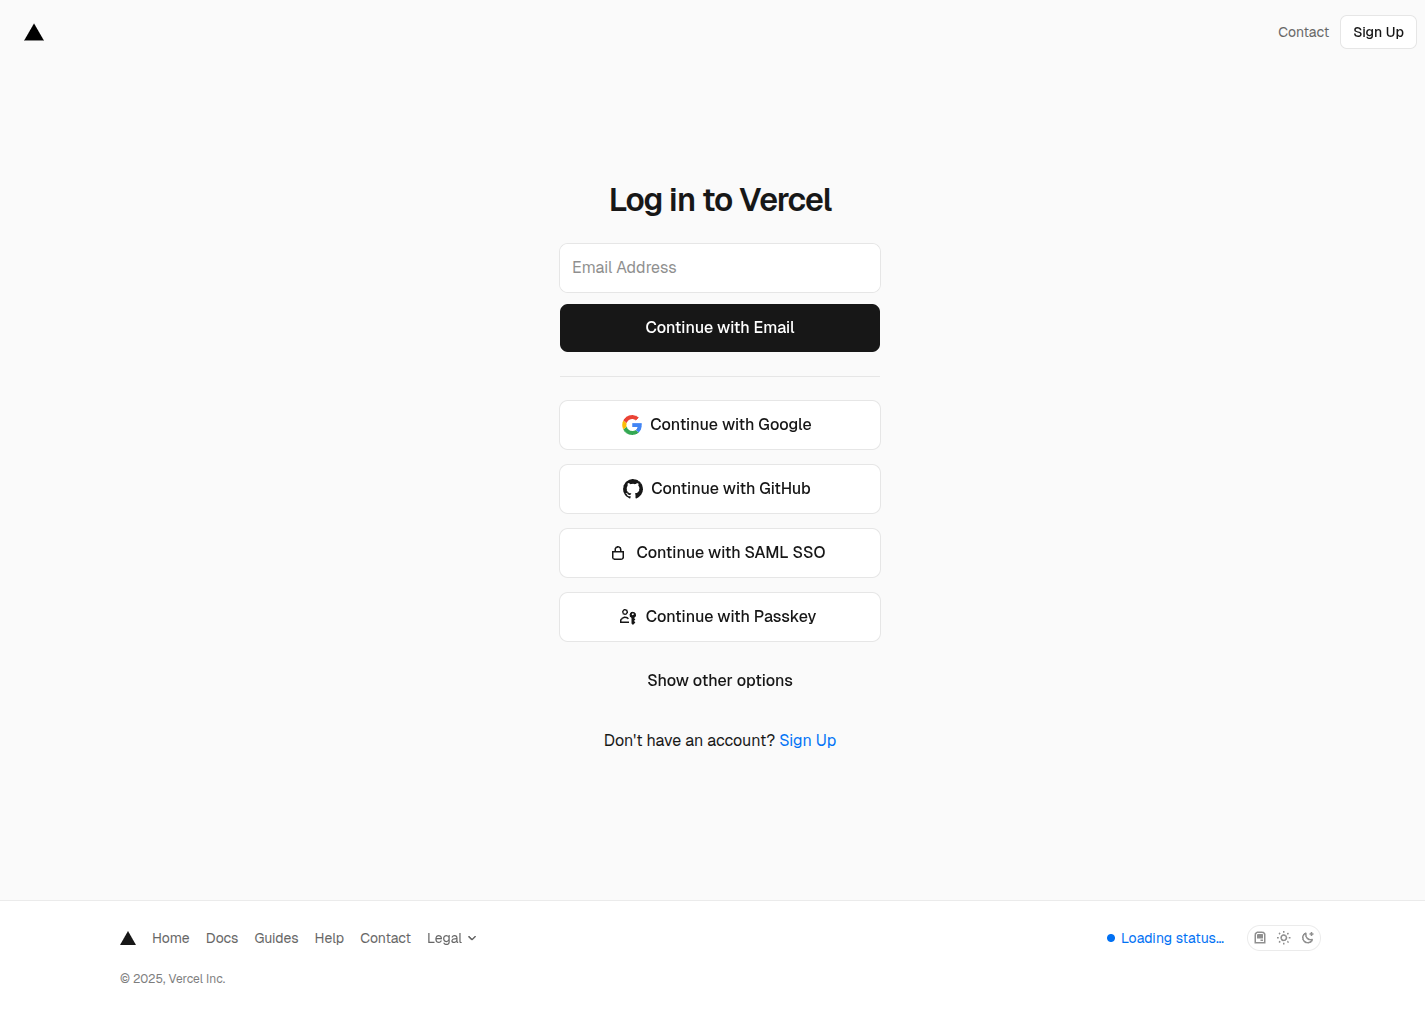 Contact
Sign Up
Log in to Vercel
Email Address
Continue with Email
Continue with Google
Continue with GitHub
Continue with SAML SSO
Continue with Passkey
Show other options
Don't have an account? Sign Up
Home Docs Guides Help Contact Legal
Loading status…
© 2025, Vercel Inc.